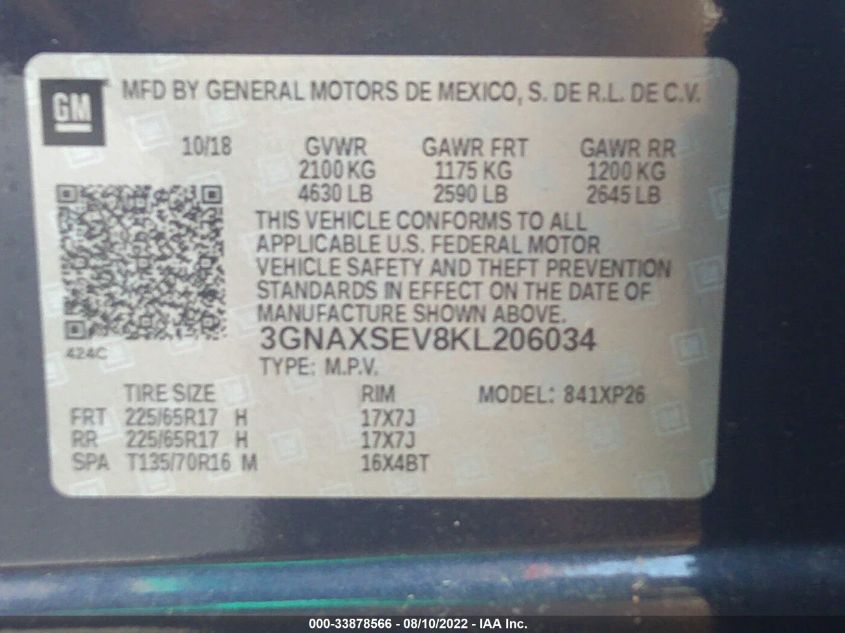 GM
MFD BY GENERAL MOTORS DE MEXICO, S. DE R.L. DE C.V.
10/18 GVWR GAWR FRT GAWR RR
2100 KG 1175 KG 1200 KG
4630 LB 2590 LB 2645 LB
THIS VEHICLE CONFORMS TO ALL
APPLICABLE U.S. FEDERAL MOTOR
VEHICLE SAFETY AND THEFT PREVENTION
STANDARDS IN EFFECT ON THE DATE OF
MANUFACTURE SHOWN ABOVE.
3GNAXSEV8KL206034
424C
TYPE: M.P.V.
TIRE SIZE RIM MODEL: 841XP26
FRT 225/65R17 H 17X7J
RR 225/65R17 H 17X7J
SPA T135/70R16 M 16X4BT
000-33878566 - 08/10/2022 - IAA Inc.